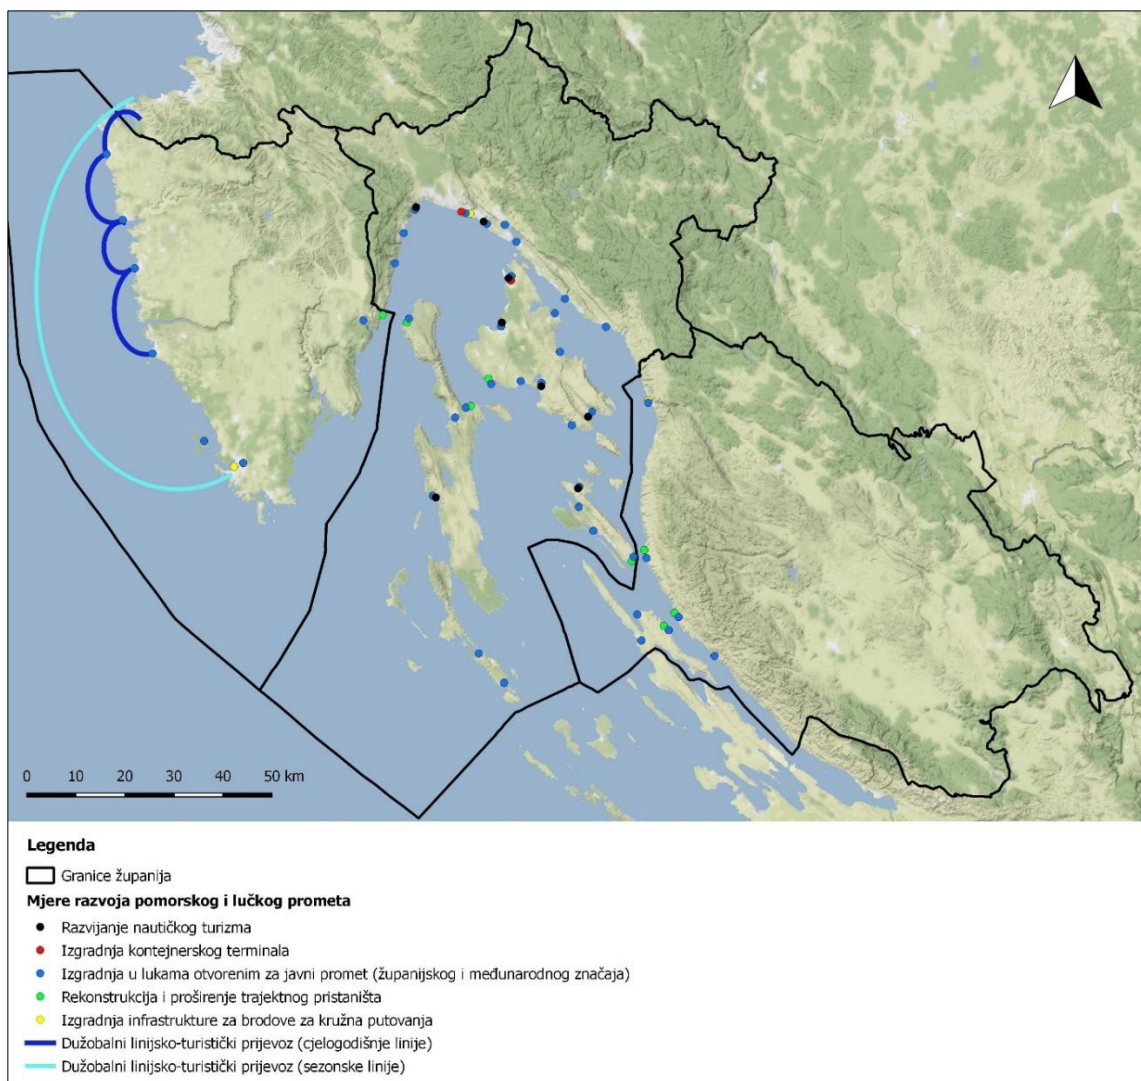 0 10 20 30 40 50 km
Legenda
Granice županija
Mjere razvoja pomorskog i lučkog prometa
Razvijanje nautičkog turizma
Izgradnja kontejnerskog terminala
Izgradnja u lukama otvorenim za javni promet (županijskog i međunarodnog značaja)
Rekonstrukcija i proširenje trajektnog pristaništa
Izgradnja infrastrukture za brodove za kružna putovanja
Dužobalni linijsko-turistički prijevoz (cjelogodišnje linije)
Dužobalni linijsko-turistički prijevoz (sezonske linije)